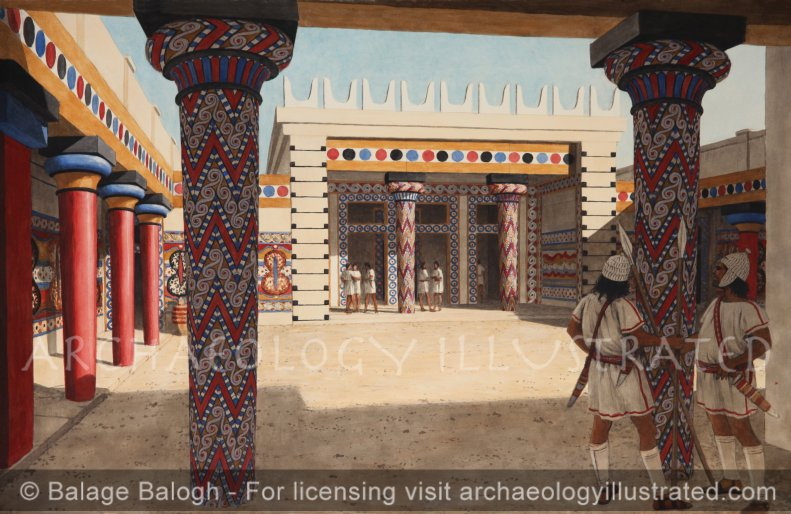 ARCHAEOLOGY ILLUSTRATED
© Balage Balogh - For licensing visit archaeologyillustrated.com